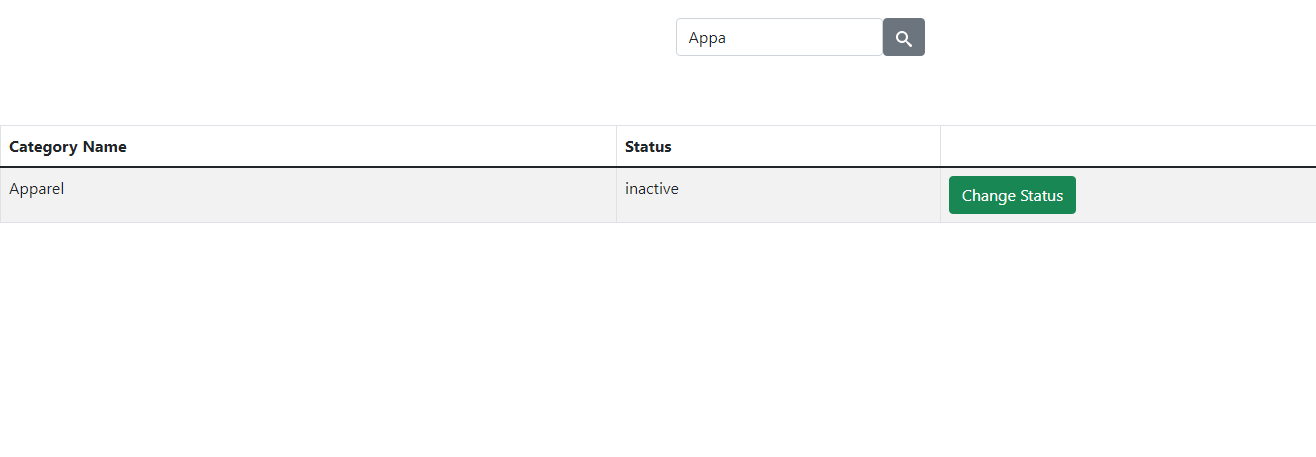 Appa
Category Name Status
Apparel inactive Change Status